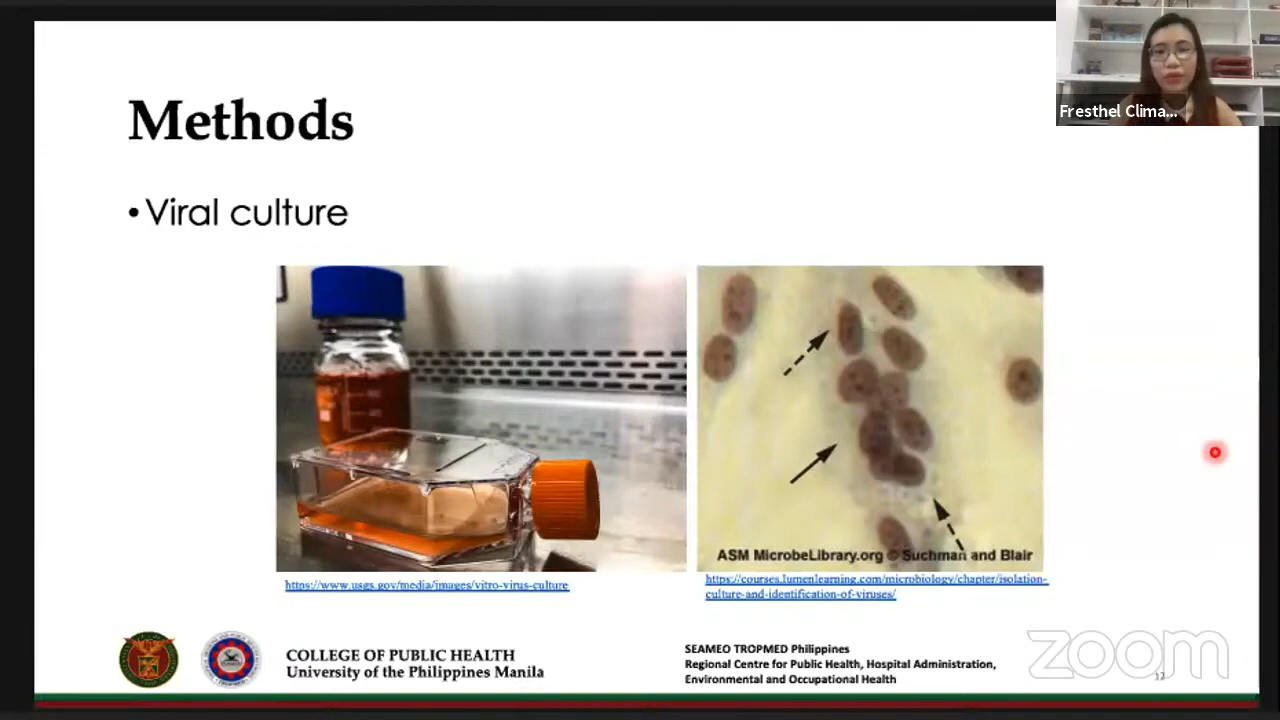 Fresthel Clima...
Methods
• Viral culture
ASM MicrobeLibrary.org © Suchman and Blair
https://www.usgs.gov/media/images/vitro-virus-culture
https://courses.lumenlearning.com/microbiology/chapter/isolation-
culture-and-identification-of-viruses/
COLLEGE OF PUBLIC HEALTH
University of the Philippines Manila
SEAMEO TROPMED Philippines
Regional Centre for Public Health, Hospital Administration,
Environmental and Occupational Health
zoom